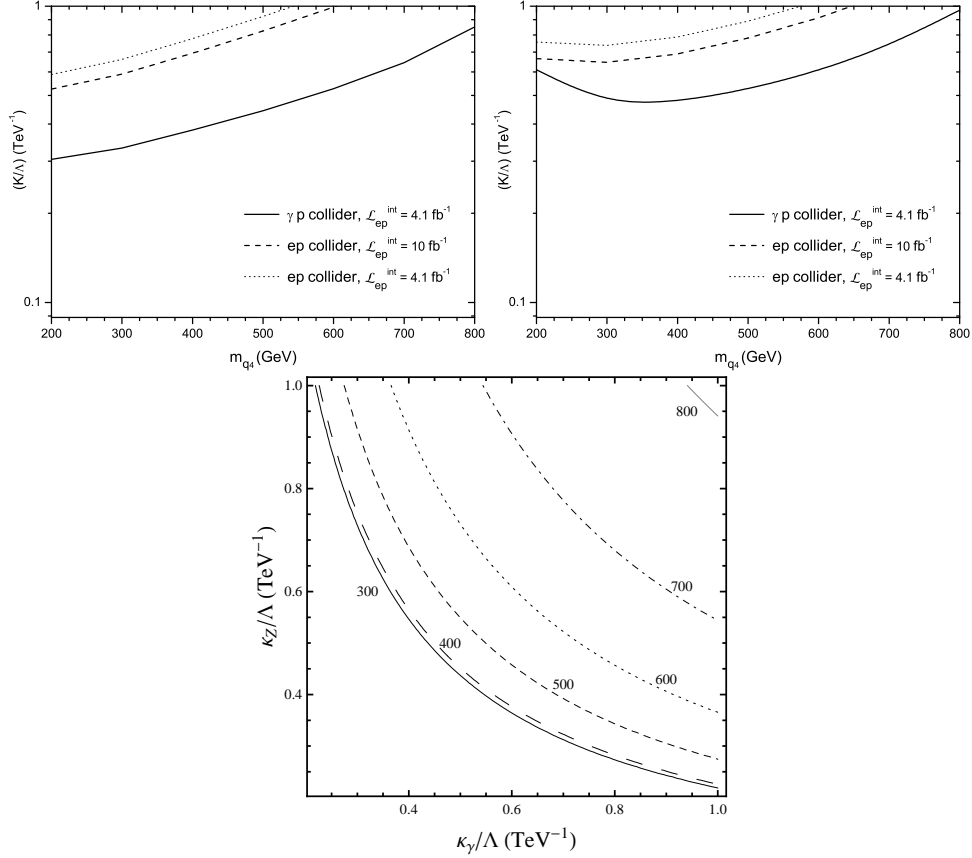 1
(K/Λ) (TeV⁻¹)
γ p collider, ℒ_ep^int = 4.1 fb⁻¹
ep collider, ℒ_ep^int = 10 fb⁻¹
ep collider, ℒ_ep^int = 4.1 fb⁻¹
0.1
200 300 400 500 600 700 800
m_q4 (GeV)
1
(K/Λ) (TeV⁻¹)
γ p collider, ℒ_ep^int = 4.1 fb⁻¹
ep collider, ℒ_ep^int = 10 fb⁻¹
ep collider, ℒ_ep^int = 4.1 fb⁻¹
0.1
200 300 400 500 600 700 800
m_q4 (GeV)
1.0
800
0.8
κ_Z/Λ (TeV⁻¹)
0.6
300
700
400
500
600
0.4
0.4 0.6 0.8 1.0
κ_γ/Λ (TeV⁻¹)